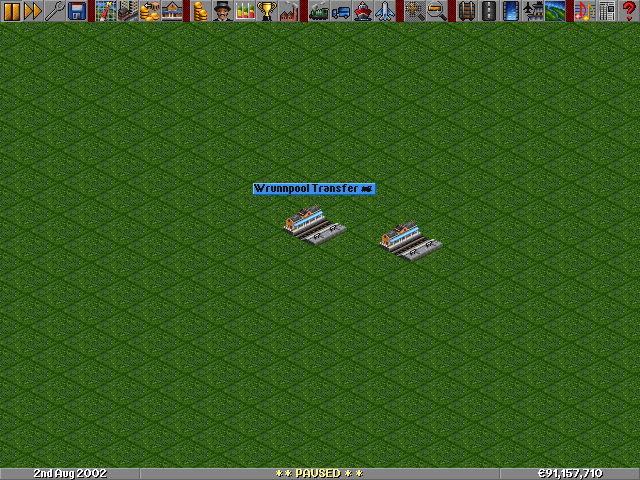 Wrunnpool Transfer
2nd Aug 2002
* * PAUSED * *
€91,157,710